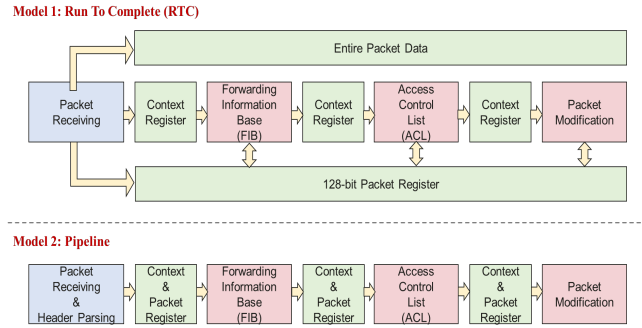 Model 1: Run To Complete (RTC)
Entire Packet Data
Packet
Receiving
Context
Register
Forwarding
Information
Base
(FIB)
Context
Register
Access
Control
List
(ACL)
Context
Register
Packet
Modification
128-bit Packet Register
Model 2: Pipeline
Packet
Receiving
&
Header Parsing
Context
&
Packet
Register
Forwarding
Information
Base
(FIB)
Context
&
Packet
Register
Access
Control
List
(ACL)
Context
&
Packet
Register
Packet
Modification